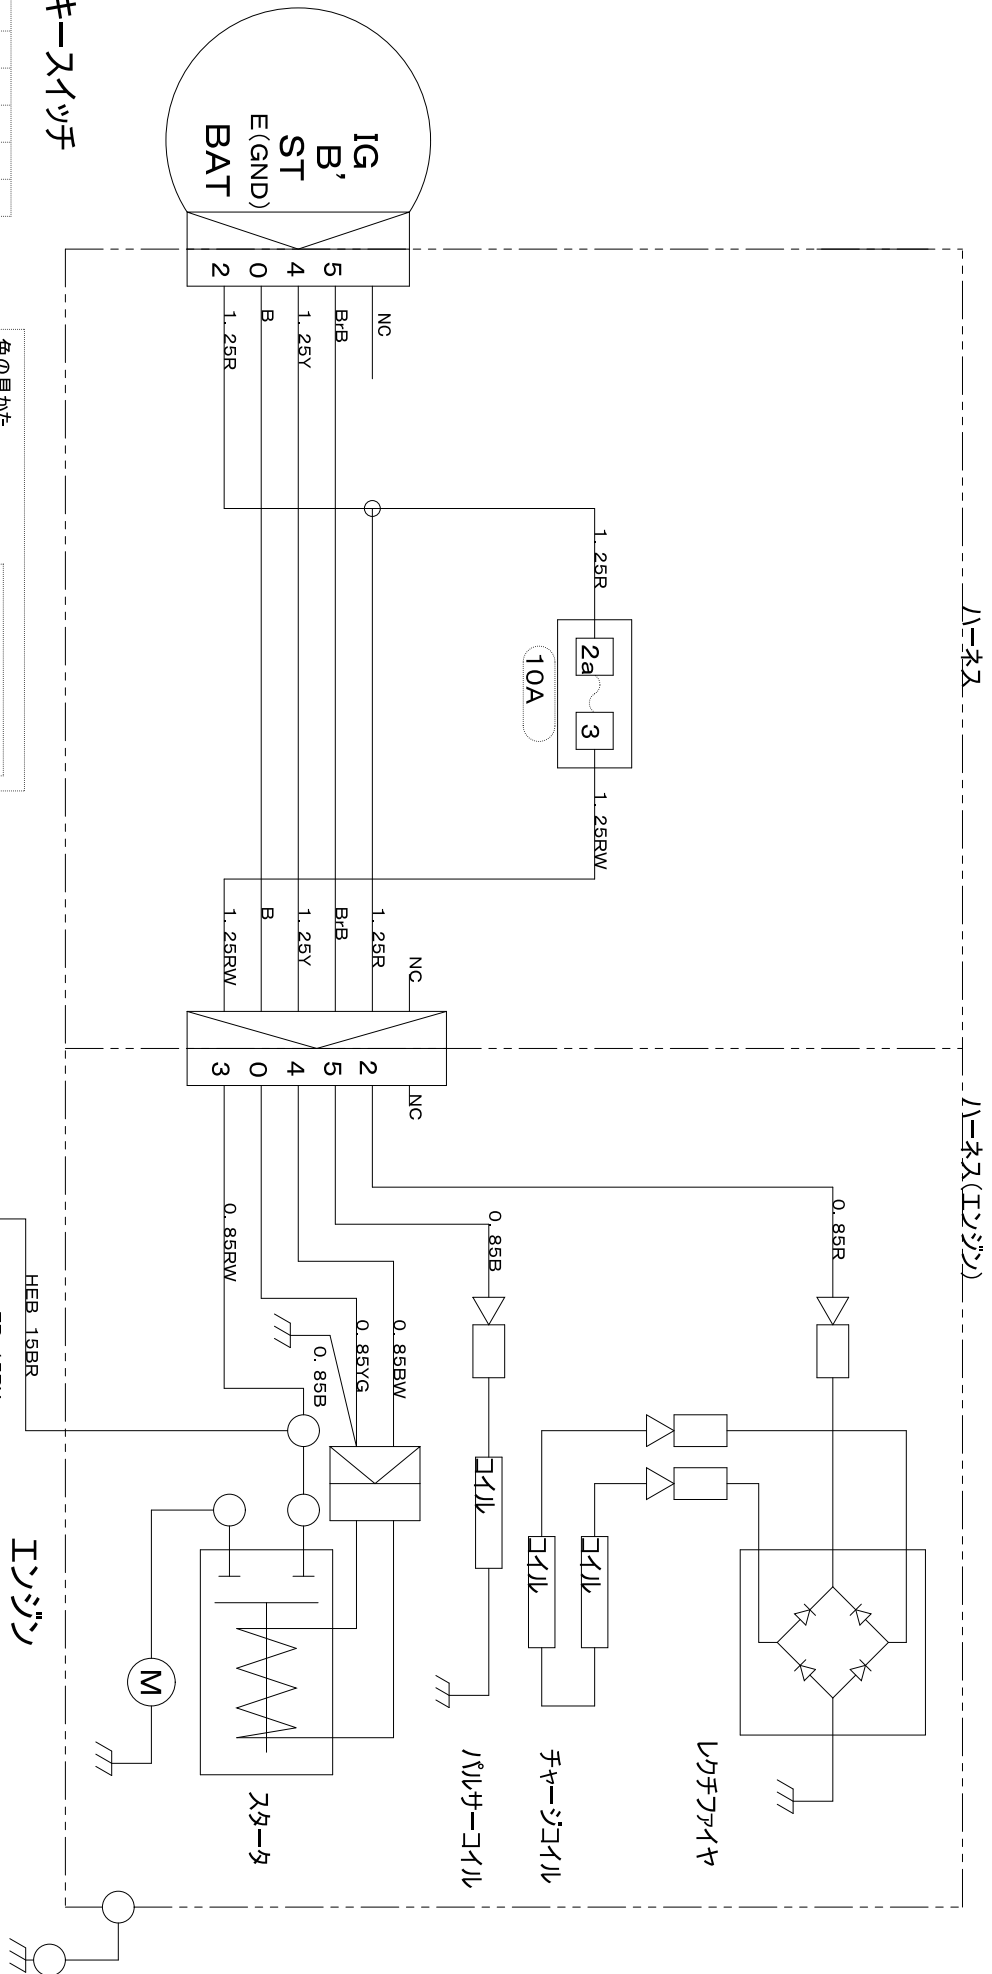 キースイッチ
IG
B'
ST
E(GND)
BAT
5
4
0
2
NC
BrB
1. 25Y
B
1. 25R
色の見かた
ハーネス
1. 25R
2a
3
10A
1. 25RW
NC
1. 25R
BrB
1. 25Y
B
1. 25RW
2
5
4
0
3
NC
ハーネス(エンジン)
0. 85R
0. 85B
0. 85BW
0. 85YG
0. 85B
0. 85RW
HEB 15BR
コイル
コイル
コイル
M
レクチファイヤ
チャージコイル
パルサーコイル
スタータ
エンジン